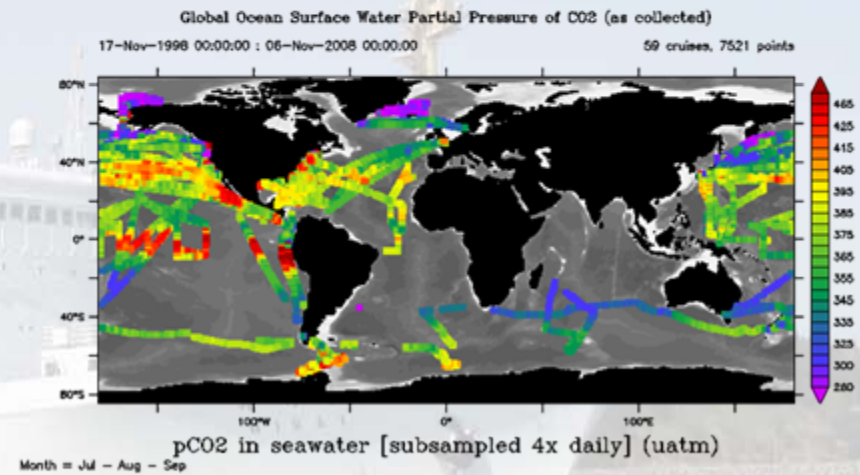 Global Ocean Surface Water Partial Pressure of CO2 (as collected)
17-Nov-1998 00:00:00 : 06-Nov-2008 00:00:00 59 cruises, 7521 points
80°N
40°N
0°
40°S
80°S
100°W 0° 100°E
465
425
415
405
395
385
375
365
355
345
335
325
315
300
280
pCO2 in seawater [subsampled 4x daily] (uatm)
Month = Jul - Aug - Sep